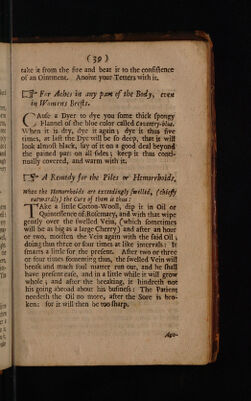 ( 39 )
take it from the fire and beat it to the consistence
of an Ointment. Anoint your Tetters with it.
☞ For Aches in any part of the Body, even
in Womens Brests.
CAuse a Dyer to dye you some thick spongy
Flannel of the blue color called Coventry-blue.
When it is dry, dye it again; dye it thus five
times, at last the Dye will be so deep, that it will
look almost black, lay of it on a good deal beyond
the pained part on all sides; keep it thus conti-
nually covered, and warm with it.
☞ A Remedy for the Piles or Hemorrhoids,
when the Hemorrhoids are exceedingly swelled, (chiefly
outwardly) the Cure of them is thus:
TAke a little Cotton-Wooll, dip it in Oil or
Quintessence of Rosemary, and with that wipe
gently over the swelled Vein, (which sometimes
will be as big as a large Cherry) and after an hour
or two, moisten the Vein again with the said Oil;
doing thus three or four times at like intervals: It
smarts a little for the present. After two or three
or four times so
thus, the swelled Vein will
break and much foul matter run out, and he shall
have present ease, and in a little while it will grow
whole; and after the breaking, it hindreth not
his going abroad about his business: The Patient
needeth the Oil no more, after the Sore is bro-
ken: for it will then be too sharp.